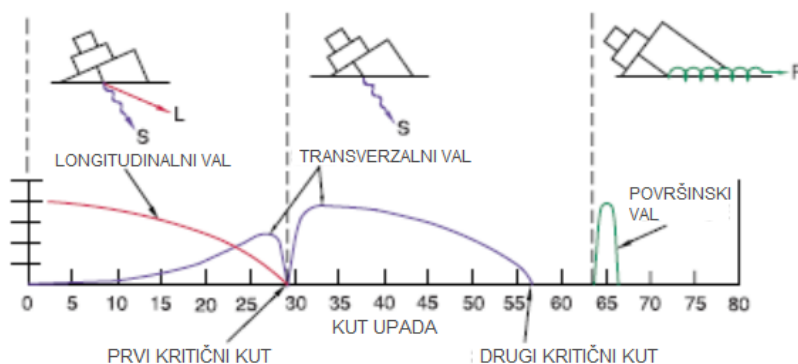 L
S
S
R
LONGITUDINALNI VAL
TRANSVERZALNI VAL
POVRŠINSKI
VAL
0 10 15 20 25 30 29 35 40 45 50 55 60 65 70 75 80
KUT UPADA
PRVI KRITIČNI KUT
DRUGI KRITIČNI KUT